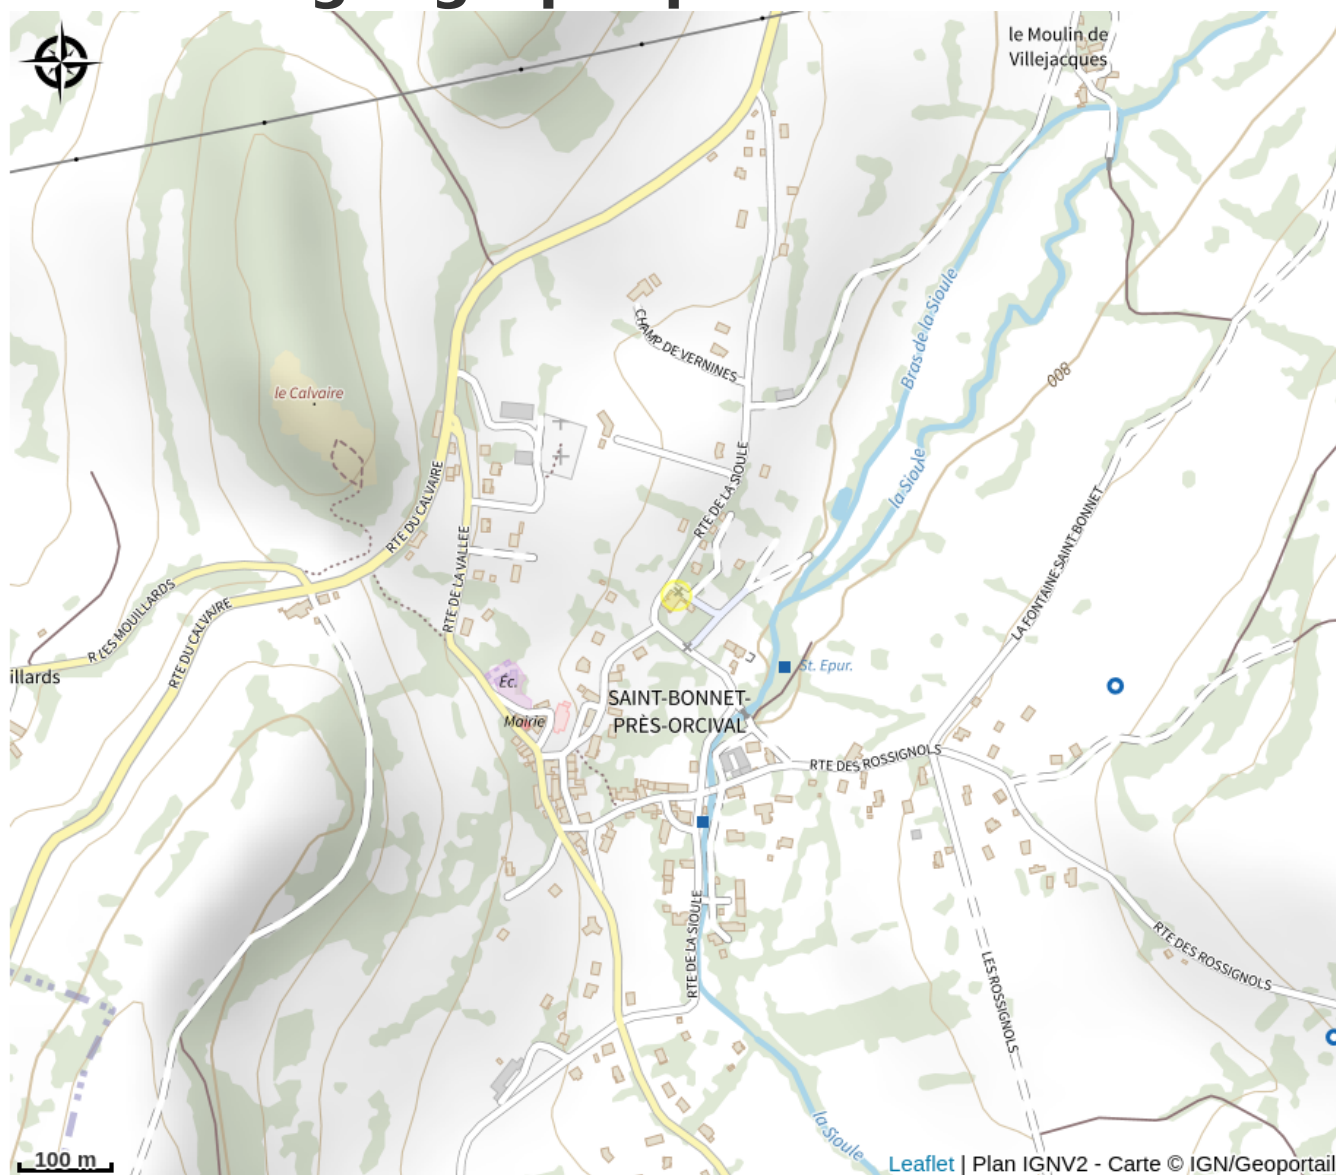 le Moulin de
Villejacques
CHAMP DE VERNINES
Bras de la Sioule
008
le Calvaire
la Sioule
RTE DE LA SIOULE
RTE DU CALVAIRE
LA FONTAINE SAINT-BONNET
RTE DE LA VALLEE
R LES MOUILLARDS
RTE DU CALVAIRE
illards
St. Epur.
Éc.
SAINT-BONNET-
PRÈS-ORCIVAL
Mairie
RTE DES ROSSIGNOLS
RTE DE LA SIOULE
RTE DES ROSSIGNOLS
LES ROSSIGNOLS
la Sioule
100 m
Leaflet | Plan IGNV2 - Carte © IGN/Geoportail